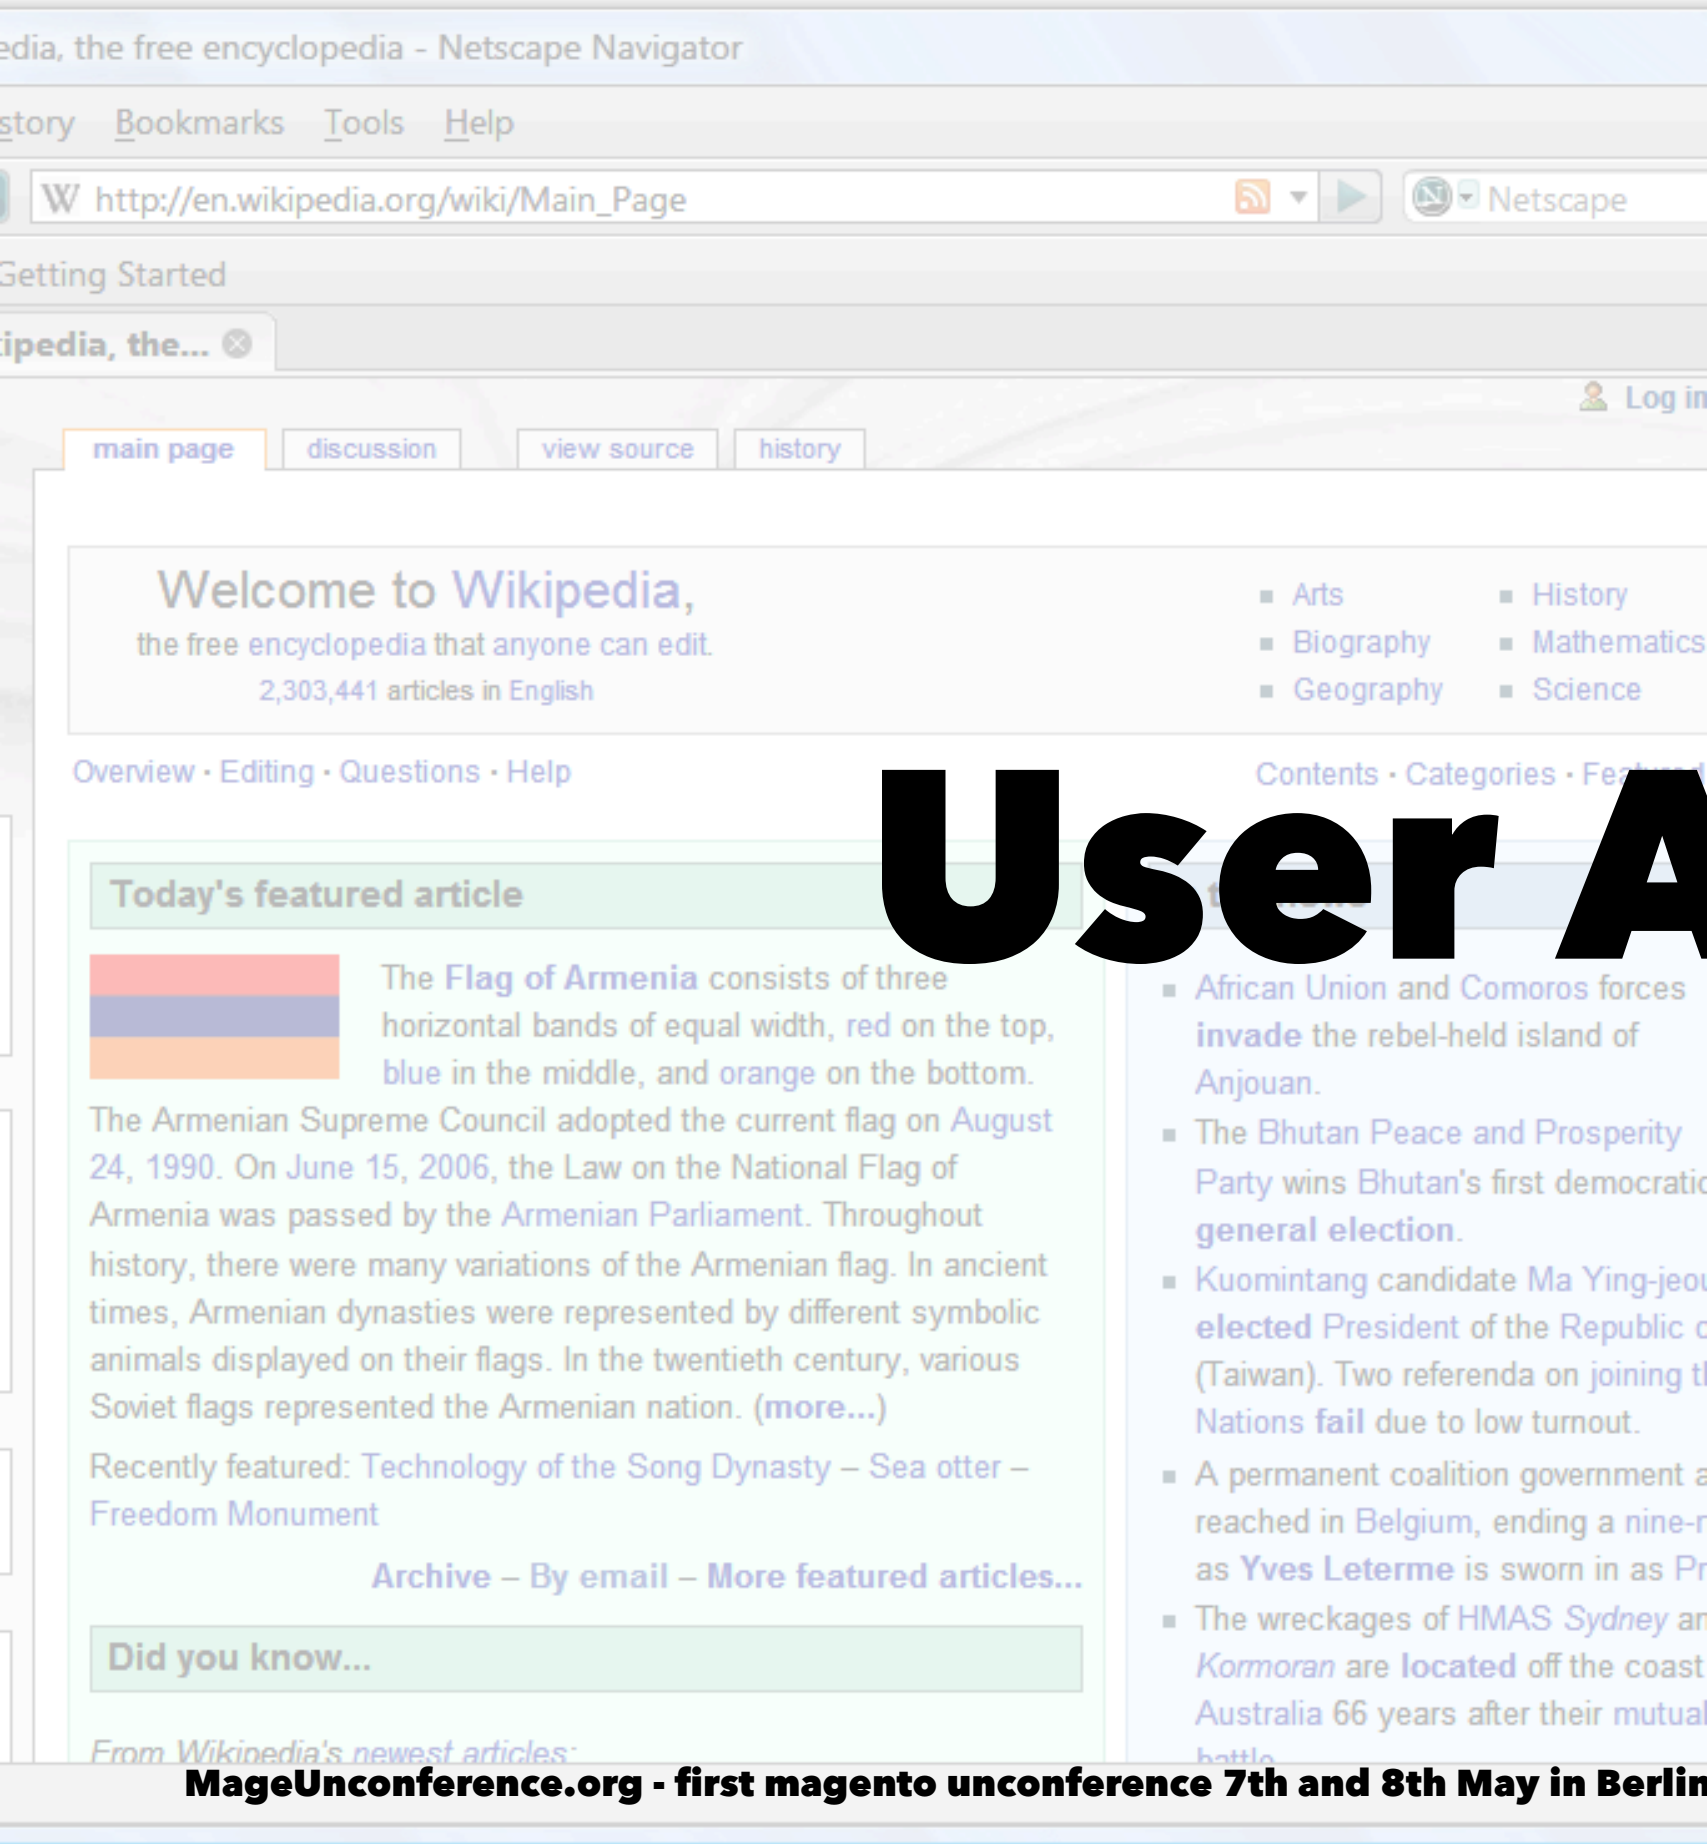 edia, the free encyclopedia - Netscape Navigator
story Bookmarks Tools Help
http://en.wikipedia.org/wiki/Main_Page
Netscape
Getting Started
ipedia, the...
Log in
main page discussion view source history
Welcome to Wikipedia,
the free encyclopedia that anyone can edit.
2,303,441 articles in English
Arts
Biography
Geography
History
Mathematics
Science
Overview · Editing · Questions · Help
Contents · Categories · Featured
User A
Today's featured article
The Flag of Armenia consists of three
horizontal bands of equal width, red on the top,
blue in the middle, and orange on the bottom.
The Armenian Supreme Council adopted the current flag on August
24, 1990. On June 15, 2006, the Law on the National Flag of
Armenia was passed by the Armenian Parliament. Throughout
history, there were many variations of the Armenian flag. In ancient
times, Armenian dynasties were represented by different symbolic
animals displayed on their flags. In the twentieth century, various
Soviet flags represented the Armenian nation. (more...)
Recently featured: Technology of the Song Dynasty – Sea otter –
Freedom Monument
Archive – By email – More featured articles...
Did you know...
From Wikipedia's newest articles:
African Union and Comoros forces
invade the rebel-held island of
Anjouan.
The Bhutan Peace and Prosperity
Party wins Bhutan's first democratic
general election.
Kuomintang candidate Ma Ying-jeou
elected President of the Republic o
(Taiwan). Two referenda on joining th
Nations fail due to low turnout.
A permanent coalition government a
reached in Belgium, ending a nine-m
as Yves Leterme is sworn in as Pr
The wreckages of HMAS Sydney an
Kormoran are located off the coast
Australia 66 years after their mutual
battle
MageUnconference.org - first magento unconference 7th and 8th May in Berlin